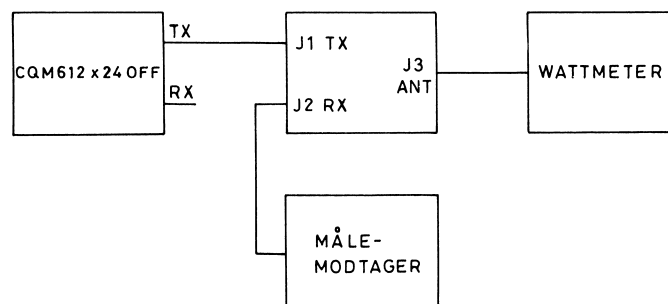 TX
CQM612 x 24 OFF
RX
J1 TX
J2 RX
J3
ANT
WATTMETER
MÅLE-
MODTAGER